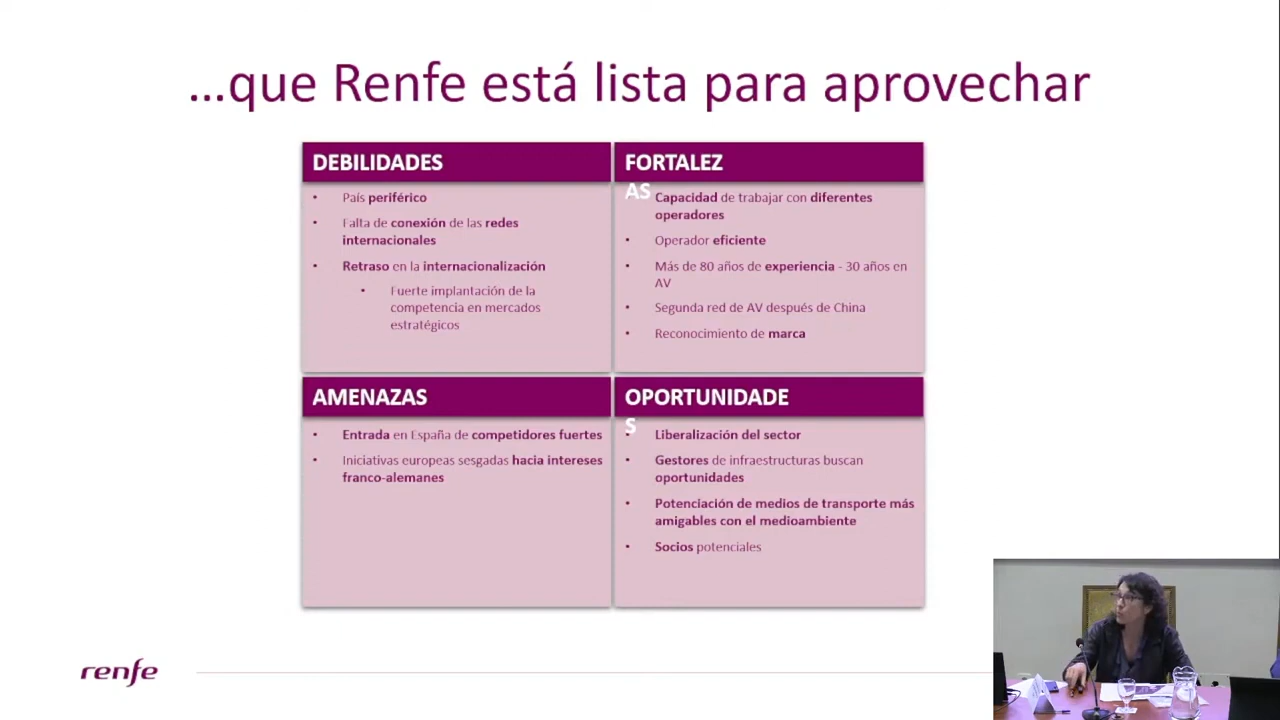 ...que Renfe está lista para aprovechar
DEBILIDADES
• País periférico
• Falta de conexión de las redes
internacionales
• Retraso en la internacionalización
• Fuerte implantación de la
competencia en mercados
estratégicos
FORTALEZ
AS
• Capacidad de trabajar con diferentes
operadores
• Operador eficiente
• Más de 80 años de experiencia - 30 años en
AV
• Segunda red de AV después de China
• Reconocimiento de marca
AMENAZAS
• Entrada en España de competidores fuertes
• Iniciativas europeas sesgadas hacia intereses
franco-alemanes
OPORTUNIDADE
S
• Liberalización del sector
• Gestores de infraestructuras buscan
oportunidades
• Potenciación de medios de transporte más
amigables con el medioambiente
• Socios potenciales
renfe